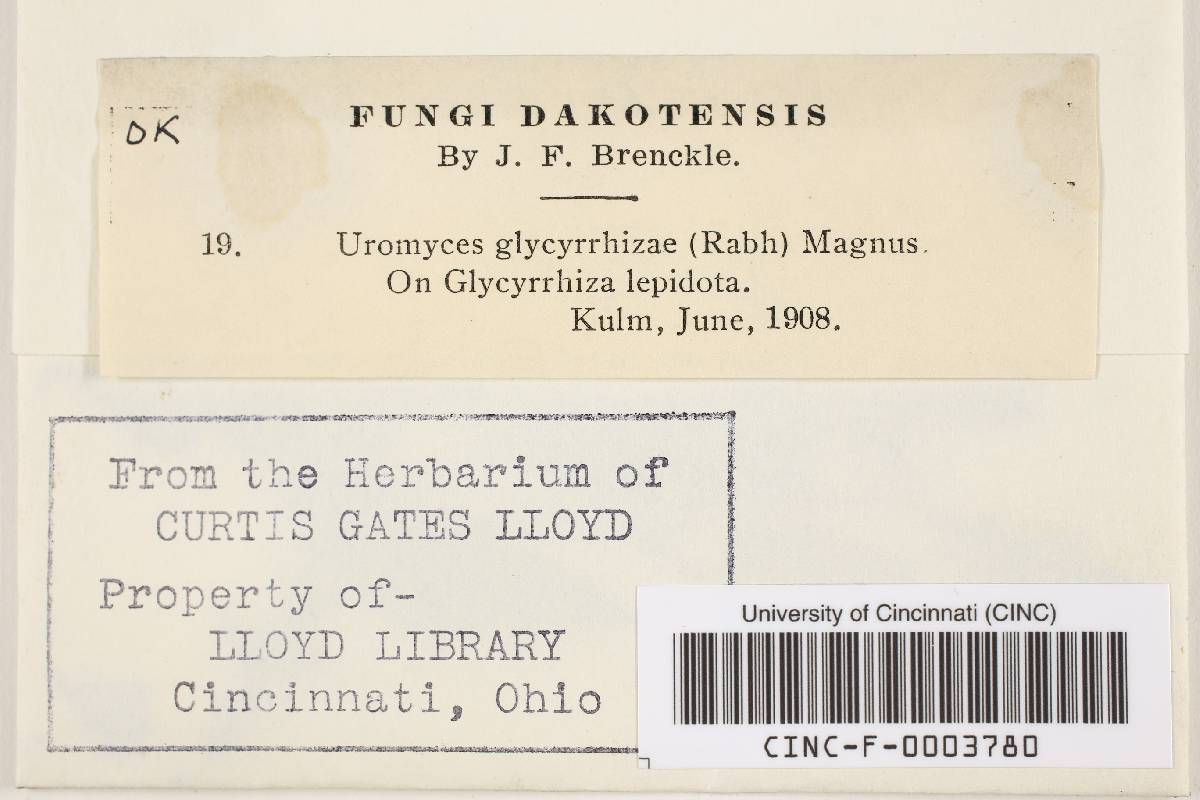 OK
FUNGI DAKOTENSIS
By J. F. Brenckle.
19. Uromyces glycyrrhizae (Rabh) Magnus.
On Glycyrrhiza lepidota.
Kulm, June, 1908.
From the Herbarium of
CURTIS GATES LLOYD
Property of-
LLOYD LIBRARY
Cincinnati, Ohio
University of Cincinnati (CINC)
CINC-F-0003780